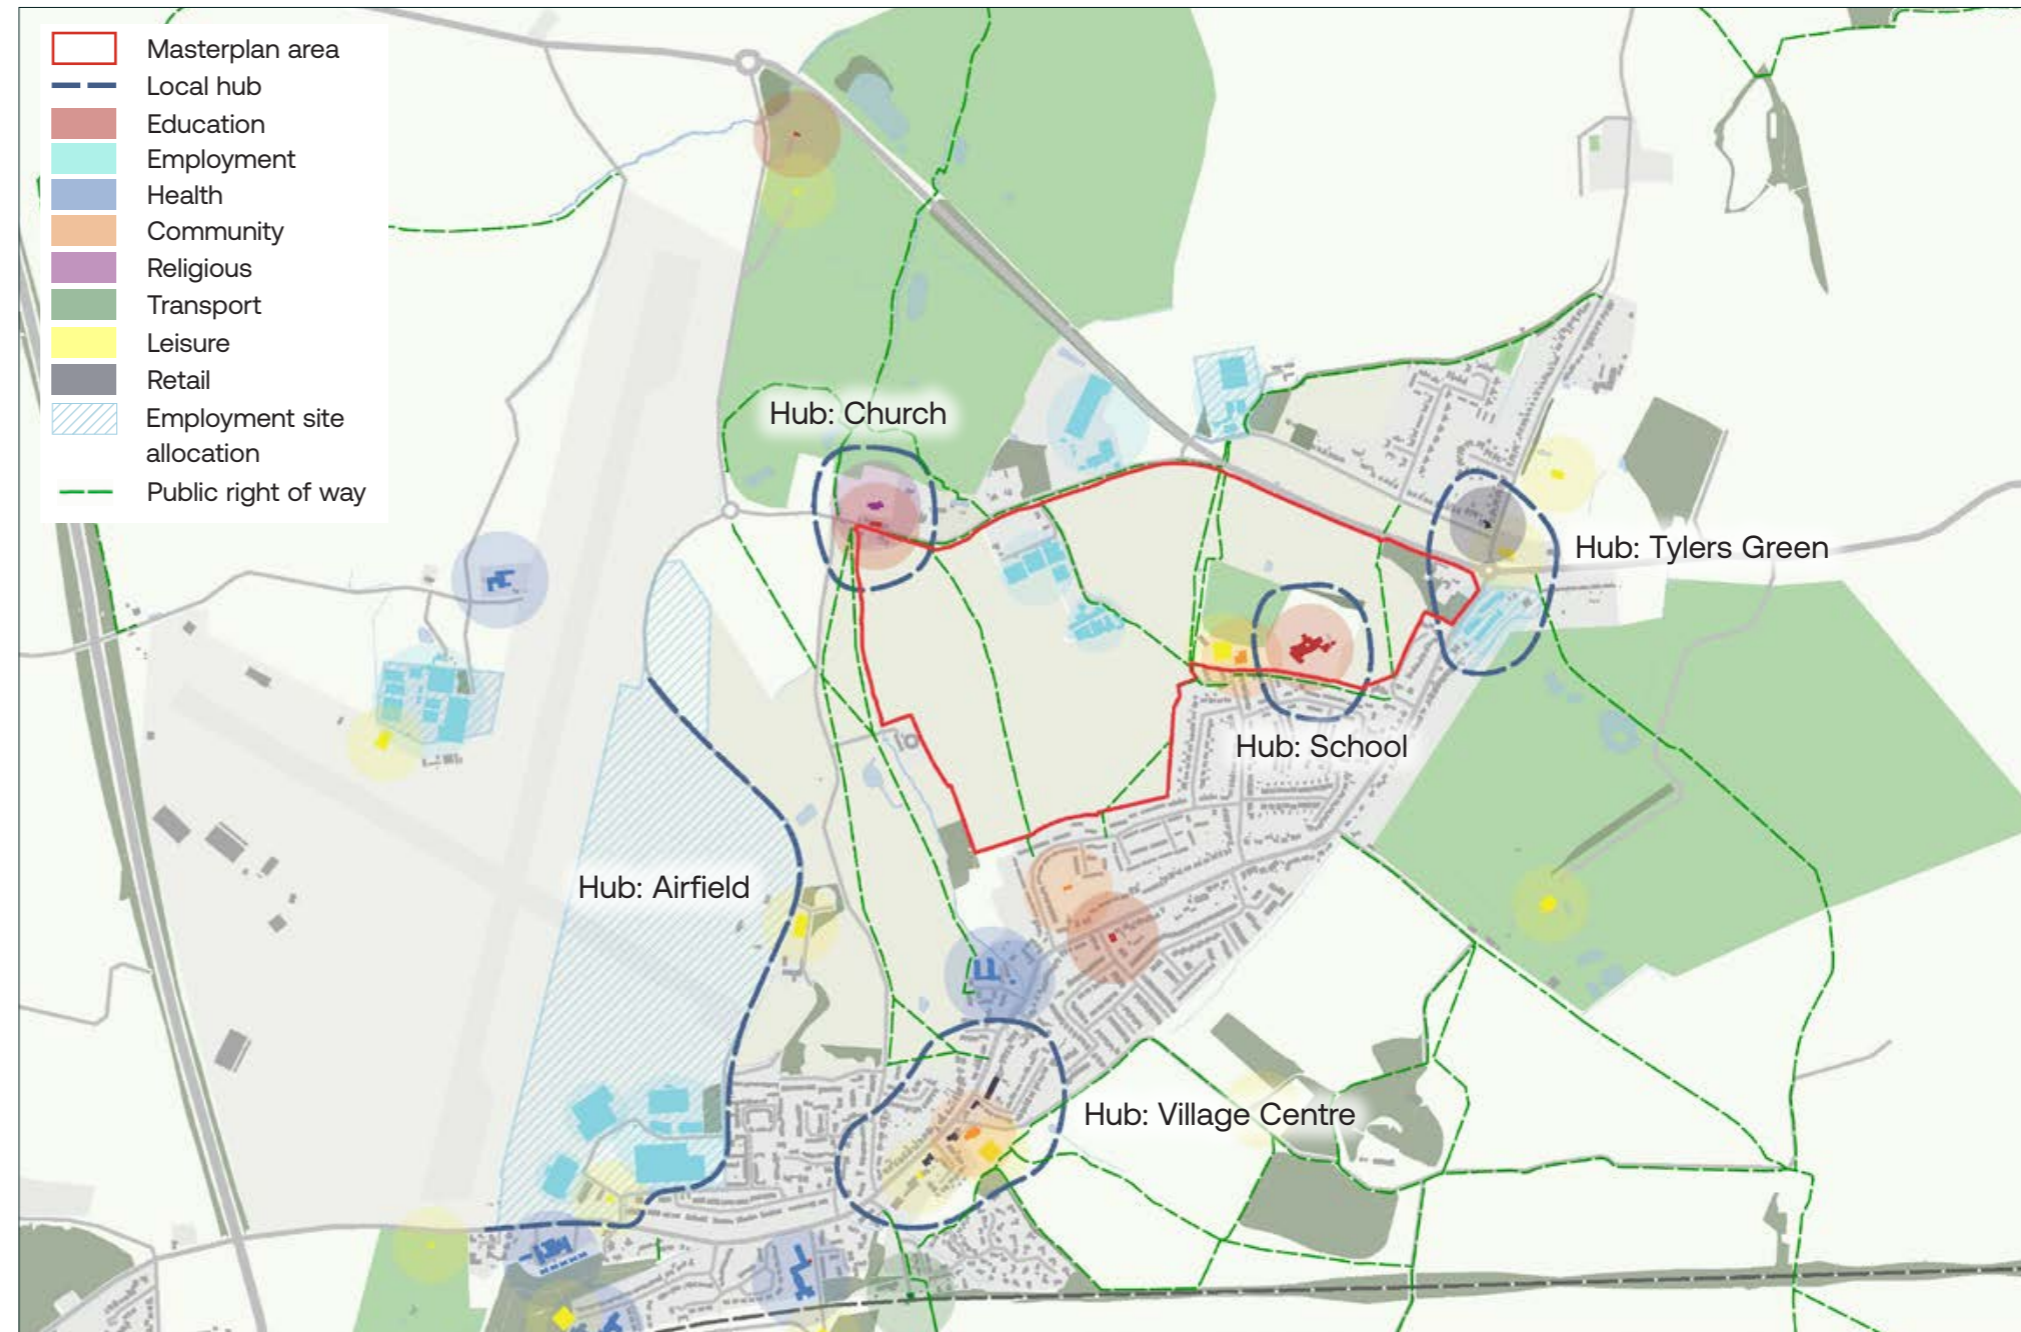 Masterplan area
Local hub
Education
Employment
Health
Community
Religious
Transport
Leisure
Retail
Employment site
allocation
Public right of way
Hub: Church
Hub: Tylers Green
Hub: School
Hub: Airfield
Hub: Village Centre